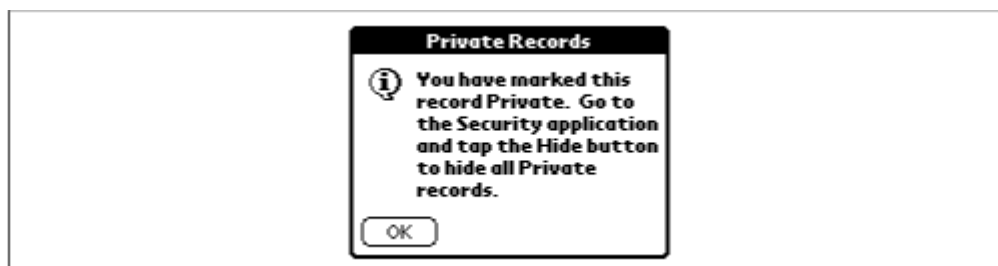 Private Records
You have marked this
record Private. Go to
the Security application
and tap the Hide button
to hide all Private
records.
OK